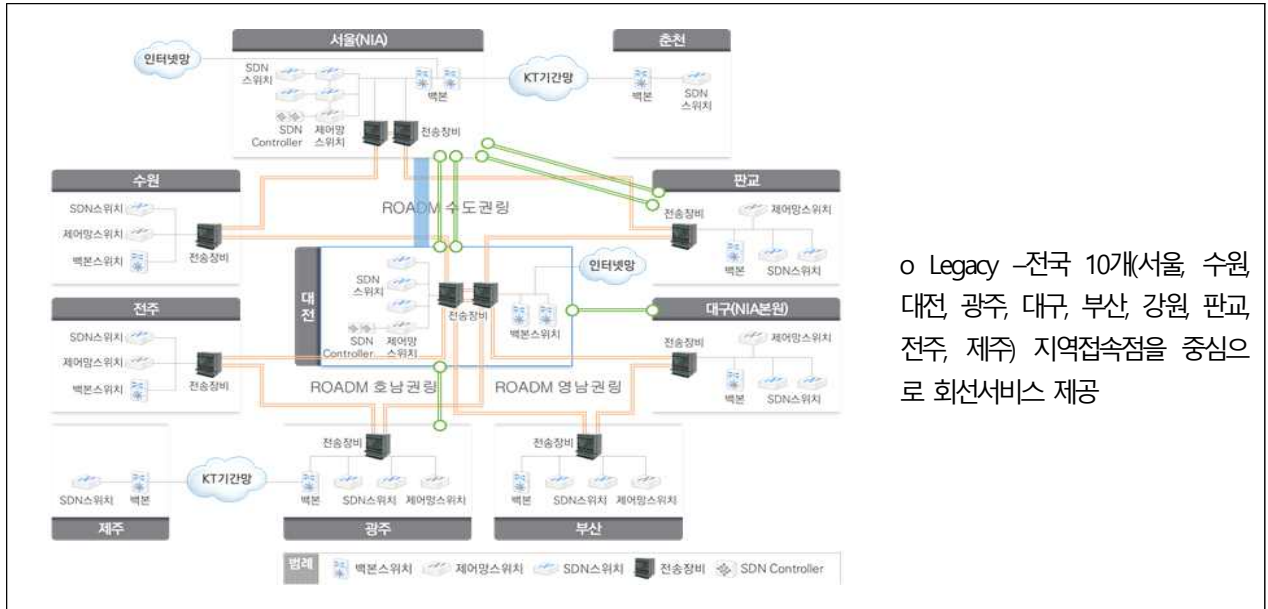 서울(NIA)
춘천
인터넷망
SDN
스위치
백본
KT기간망
백본
SDN
스위치
SDN
Controller
제어망
스위치
전송장비
수원
SDN스위치
제어망스위치
백본스위치
전송장비
ROADM 수도권링
판교
전송장비
제어망스위치
백본
SDN스위치
대전
SDN
스위치
SDN
Controller
제어망
스위치
전송장비
백본스위치
인터넷망
전주
SDN스위치
제어망스위치
백본스위치
전송장비
대구(NIA본원)
전송장비
제어망스위치
백본
SDN스위치
ROADM 호남권링
ROADM 영남권링
SDN스위치
백본
제주
KT기간망
전송장비
백본
SDN스위치
제어망스위치
광주
전송장비
백본
SDN스위치
제어망스위치
부산
범례
백본스위치
제어망스위치
SDN스위치
전송장비
SDN Controller
o Legacy –전국 10개(서울, 수원,
대전, 광주, 대구, 부산, 강원, 판교,
전주, 제주) 지역접속점을 중심으
로 회선서비스 제공